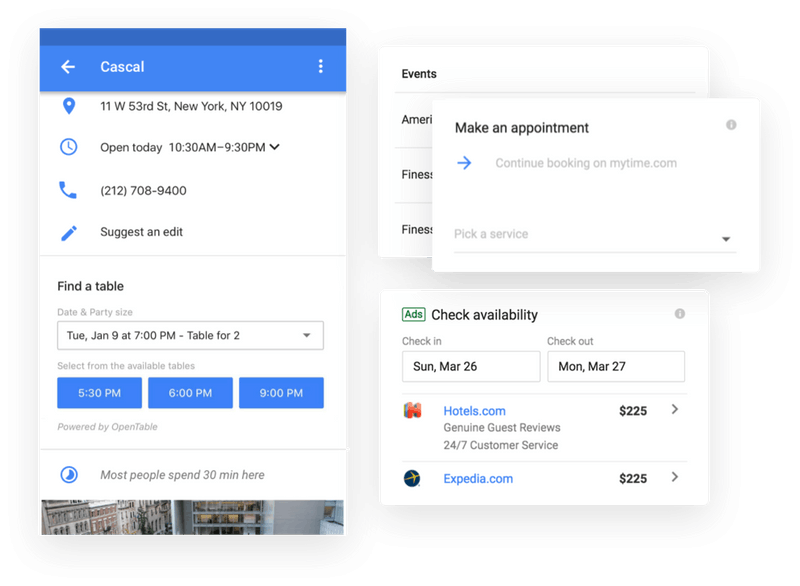 Cascal
11 W 53rd St, New York, NY 10019
Open today 10:30AM–9:30PM
(212) 708-9400
Suggest an edit
Find a table
Date & Party size
Tue, Jan 9 at 7:00 PM - Table for 2
Select from the available tables
5:30 PM 6:00 PM 9:00 PM
Powered by OpenTable
Most people spend 30 min here
Events
Ameri
Finess
Finess
Make an appointment
Continue booking on mytime.com
Pick a service
Ads Check availability
Check in Check out
Sun, Mar 26 Mon, Mar 27
Hotels.com $225
Genuine Guest Reviews
24/7 Customer Service
Expedia.com $225